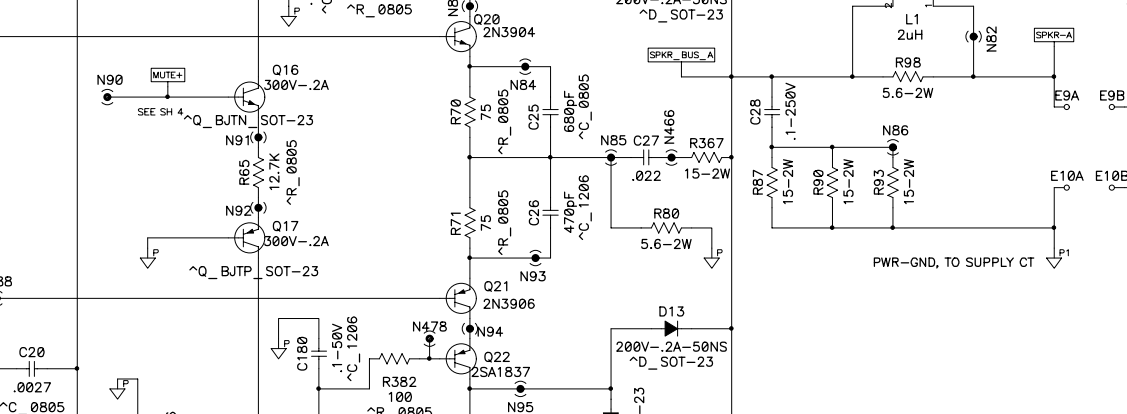 ^R_0805
P
N8
Q20
2N3904
200V-.2A-50NS
^D_SOT-23
L1
2uH
N82
SPKR-A
SPKR_BUS_A
N90
MUTE+
SEE SH 4
Q16
300V-.2A
^Q_BJTN_SOT-23
N84
R70
75
^R_0805
C25
680pF
^C_0805
R98
5.6-2W
C28
.1-250V
E9A
E9B
N91
R65
12.7K
^R_0805
N85
C27
.022
N466
R367
15-2W
N86
R87
15-2W
R90
15-2W
R93
15-2W
E10A
E10B
N92
Q17
300V-.2A
P
^Q_BJTP_SOT-23
R71
75
^R_0805
C26
470pF
^C_1206
R80
5.6-2W
P
P1
PWR-GND, TO SUPPLY CT
N93
Q21
2N3906
88
N478
N94
D13
200V-.2A-50NS
^D_SOT-23
P
C180
.1-50V
^C_1206
Q22
2SA1837
R382
100
^R_0805
C20
.0027
^C_0805
P
N95
-23